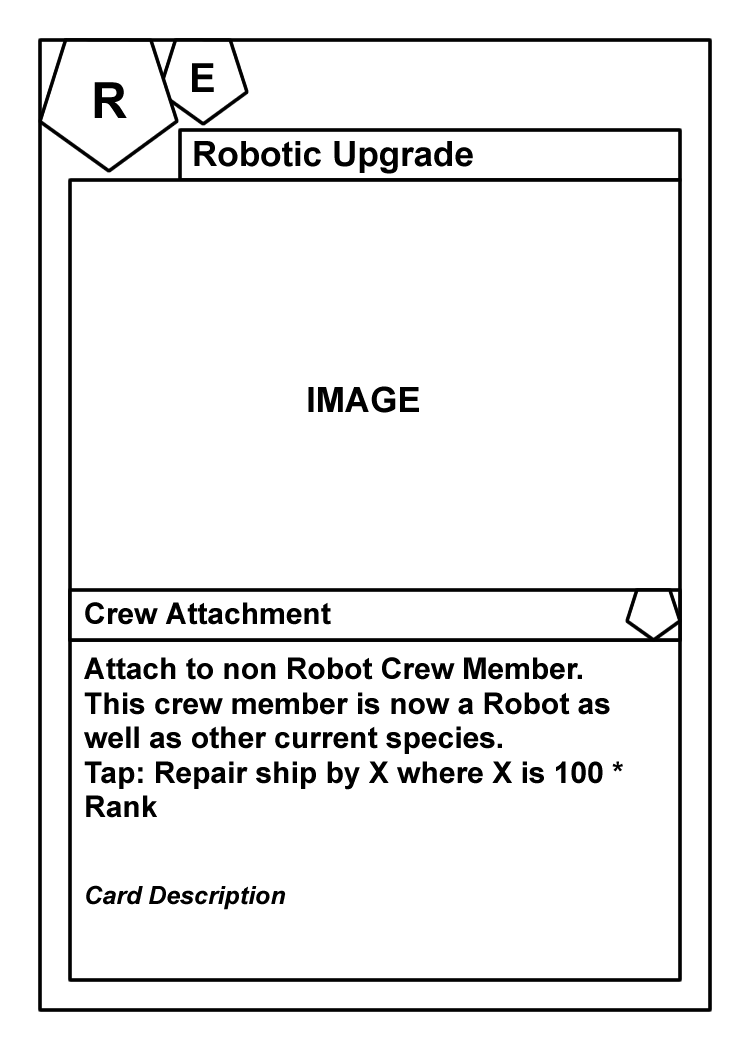 R
E
Robotic Upgrade
IMAGE
Crew Attachment
Attach to non Robot Crew Member.
This crew member is now a Robot as
well as other current species.
Tap: Repair ship by X where X is 100 *
Rank
Card Description